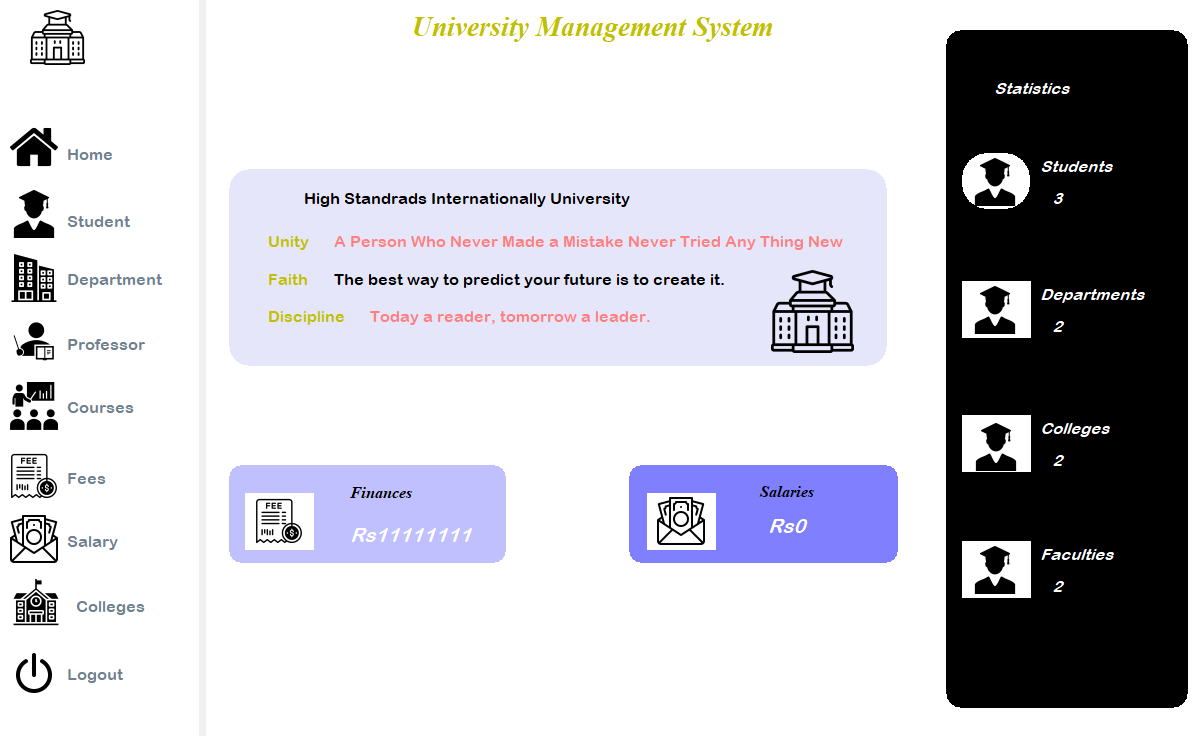 University Management System
Home
Student
Department
Professor
Courses
FEE
Fees
Salary
Colleges
Logout
High Standrads Internationally University
Unity A Person Who Never Made a Mistake Never Tried Any Thing New
Faith The best way to predict your future is to create it.
Discipline Today a reader, tomorrow a leader.
FEE
Finances
Rs11111111
Salaries
Rs0
Statistics
Students
3
Departments
2
Colleges
2
Faculties
2